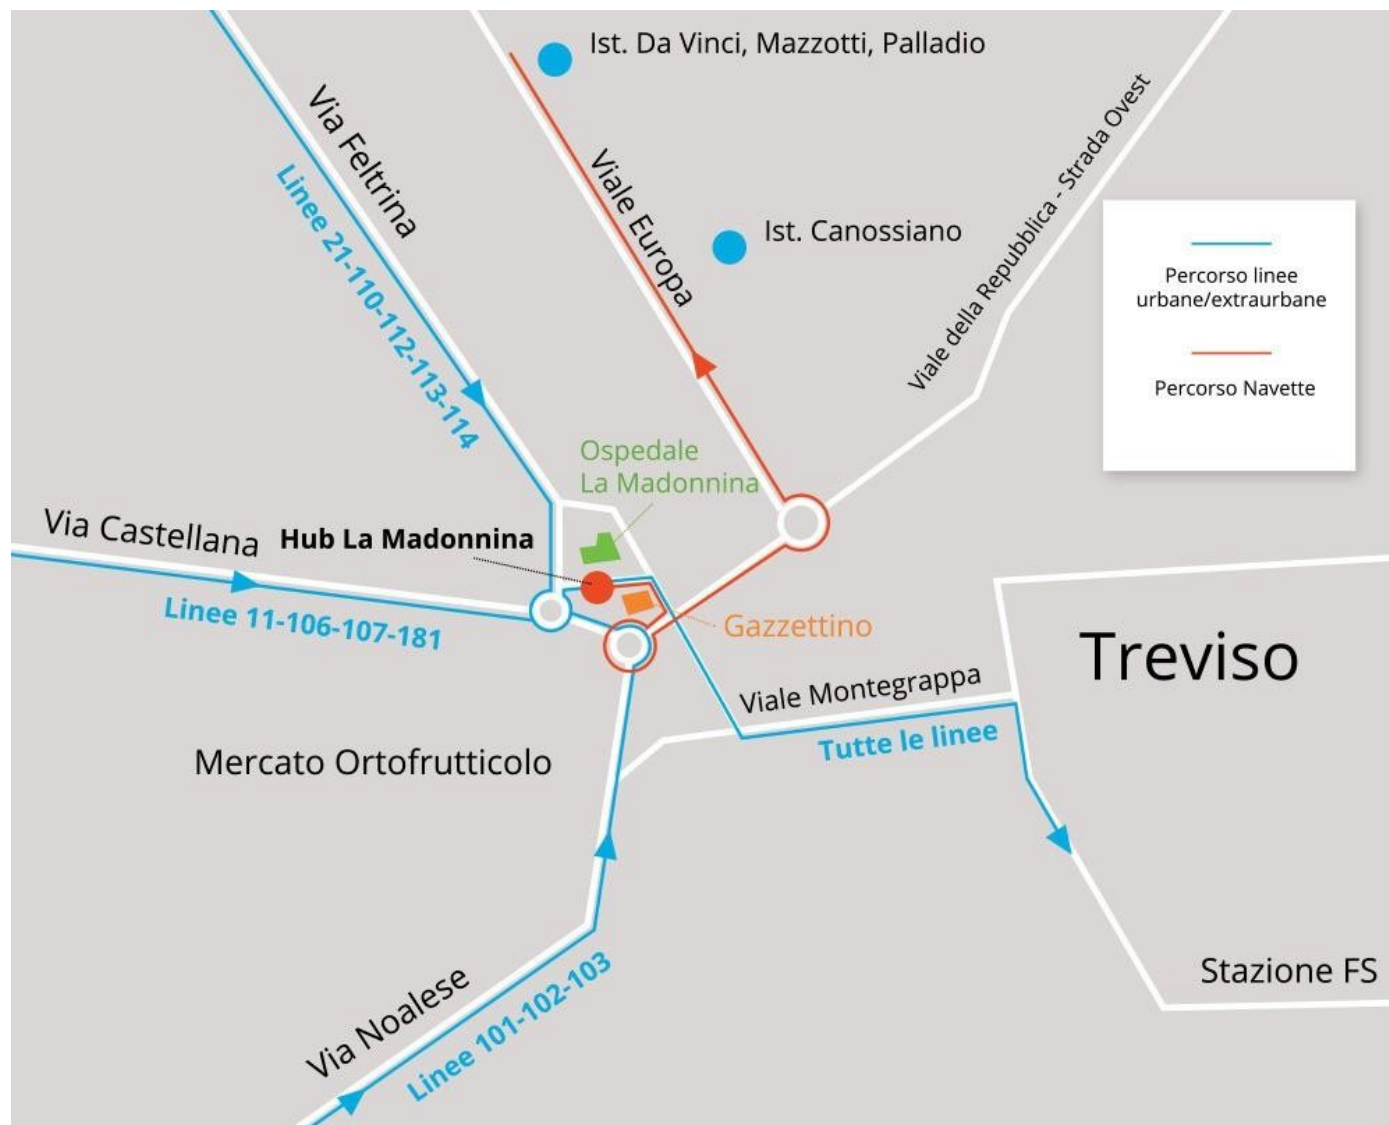 Ist. Da Vinci, Mazzotti, Palladio
Via Feltrina
Linee 21-110-112-113-114
Viale Europa
Ist. Canossiano
Viale della Repubblica - Strada Ovest
Percorso linee
urbane/extraurbane
Percorso Navette
Ospedale
La Madonnina
Via Castellana
Hub La Madonnina
Linee 11-106-107-181
Gazzettino
Treviso
Viale Montegrappa
Tutte le linee
Mercato Ortofrutticolo
Stazione FS
Via Noalese
Linee 101-102-103